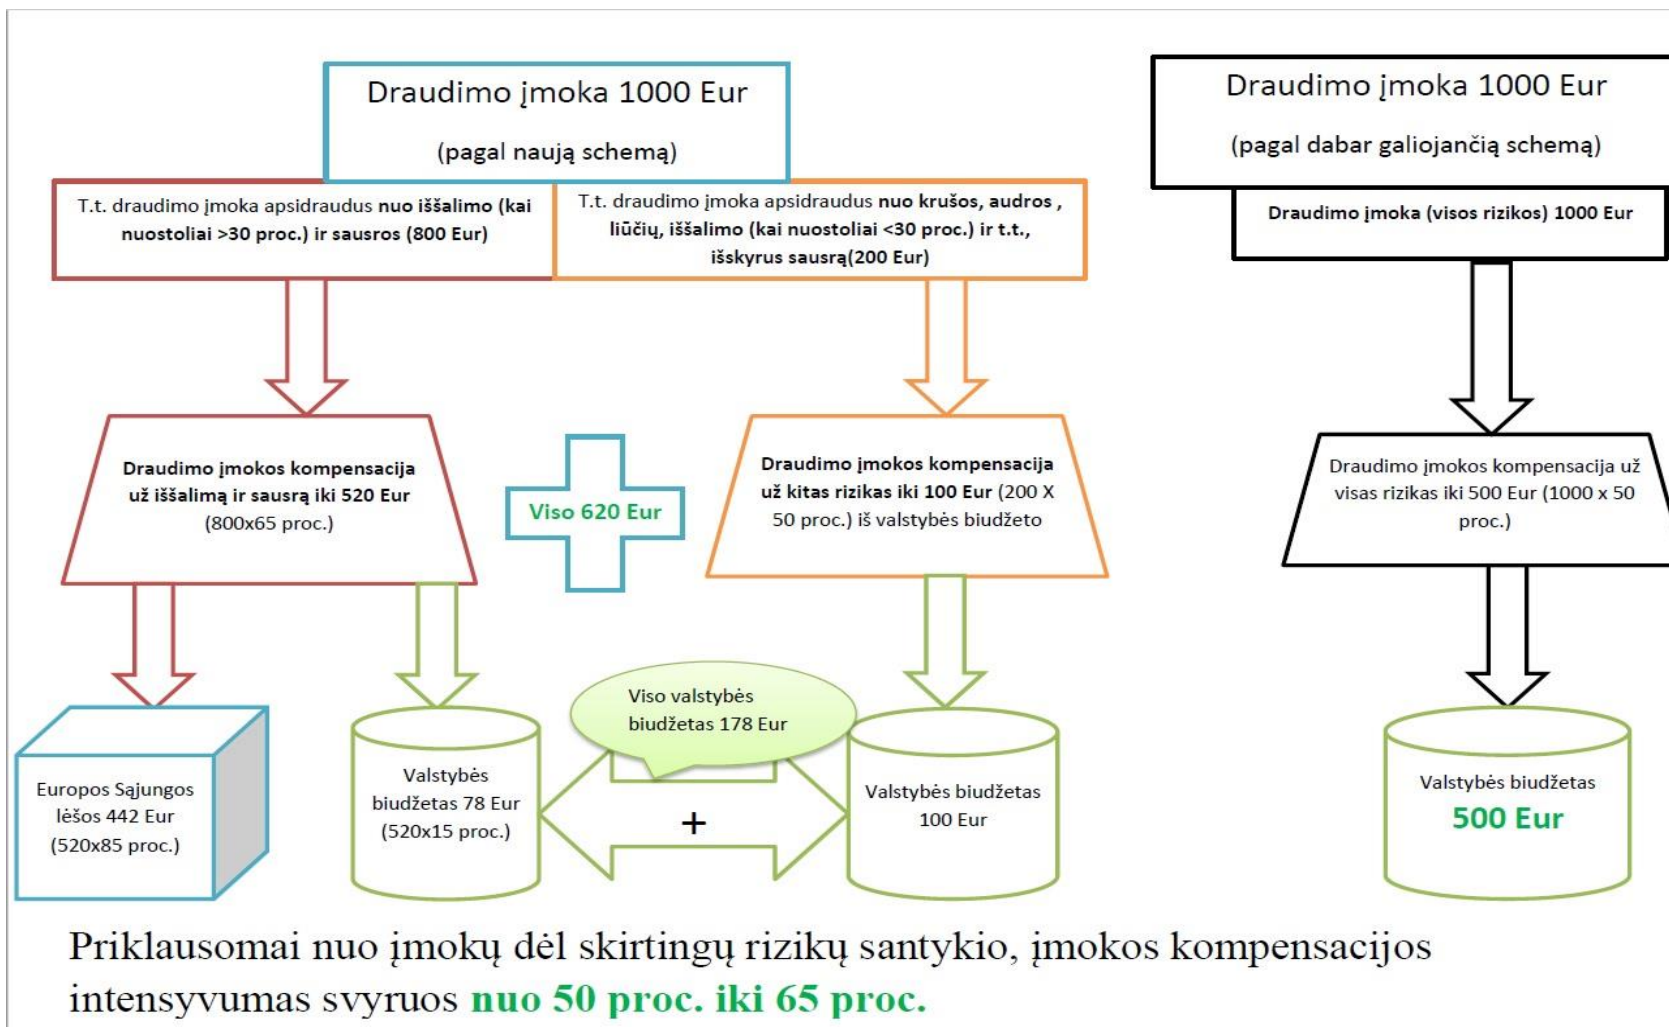 Draudimo įmoka 1000 Eur
(pagal naują schemą)
T.t. draudimo įmoka apsidraudus nuo iššalimo (kai
nuostoliai >30 proc.) ir sausros (800 Eur)
T.t. draudimo įmoka apsidraudus nuo krušos, audros ,
liūčių, iššalimo (kai nuostoliai <30 proc.) ir t.t.,
išskyrus sausrą(200 Eur)
Draudimo įmokos kompensacija
už iššalimą ir sausrą iki 520 Eur
(800x65 proc.)
Viso 620 Eur
Draudimo įmokos kompensacija
už kitas rizikas iki 100 Eur (200 X
50 proc.) iš valstybės biudžeto
Europos Sąjungos
lėšos 442 Eur
(520x85 proc.)
Valstybės
biudžetas 78 Eur
(520x15 proc.)
Viso valstybės
biudžetas 178 Eur
+
Valstybės biudžetas
100 Eur
Draudimo įmoka 1000 Eur
(pagal dabar galiojančią schemą)
Draudimo įmoka (visos rizikos) 1000 Eur
Draudimo įmokos kompensacija už
visas rizikas iki 500 Eur (1000 x 50
proc.)
Valstybės biudžetas
500 Eur
Priklausomai nuo įmokų dėl skirtingų rizikų santykio, įmokos kompensacijos
intensyvumas svyruos nuo 50 proc. iki 65 proc.